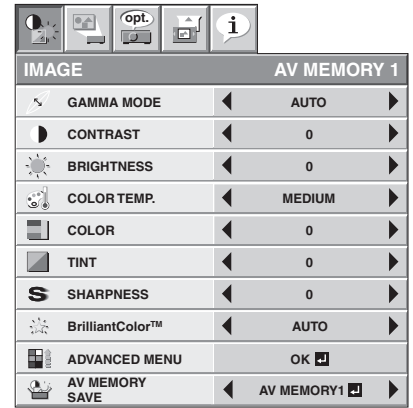 opt.
i
IMAGE AV MEMORY 1
GAMMA MODE AUTO
CONTRAST 0
BRIGHTNESS 0
COLOR TEMP. MEDIUM
COLOR 0
TINT 0
S SHARPNESS 0
BrilliantColor™ AUTO
ADVANCED MENU OK
AV MEMORY
SAVE AV MEMORY1